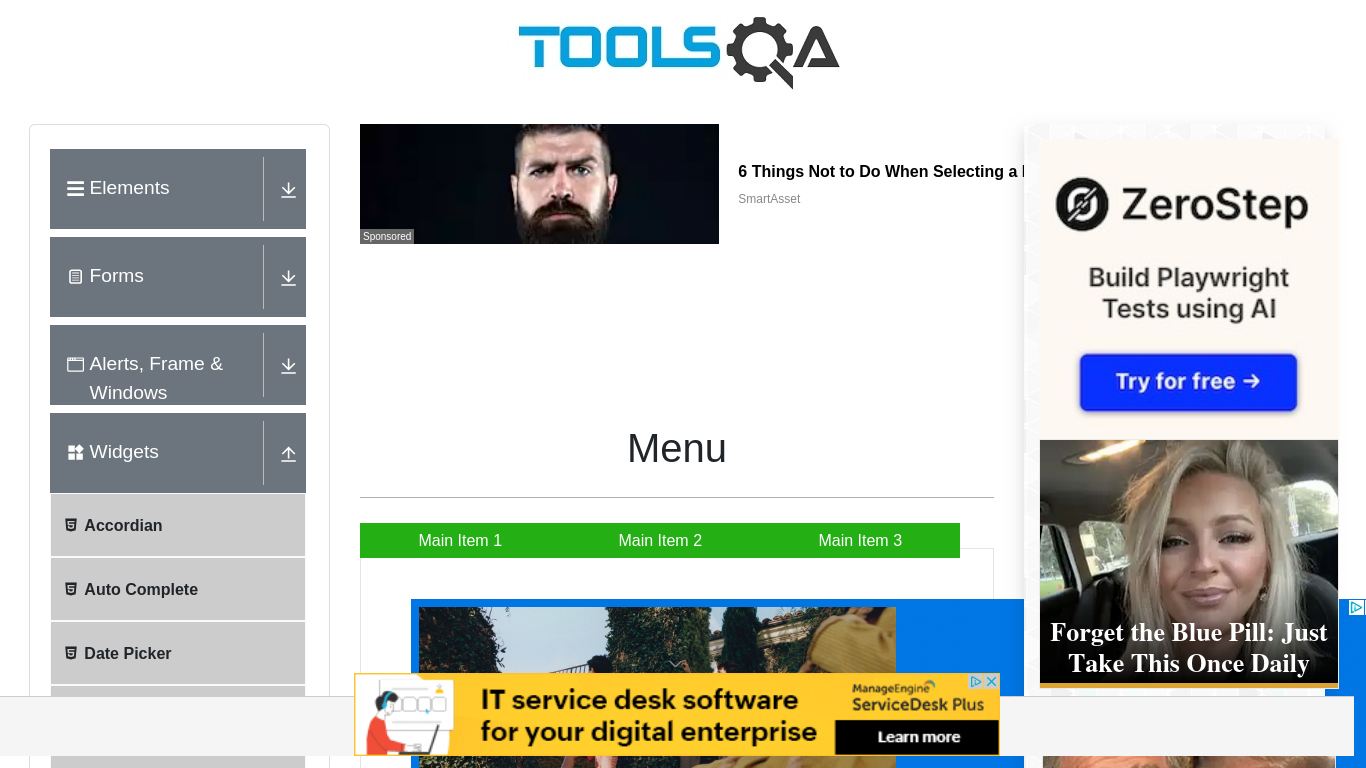 TOOLSQA
Elements
Forms
Alerts, Frame &
Windows
Widgets
Accordian
Auto Complete
Date Picker
Sponsored
6 Things Not to Do When Selecting a
SmartAsset
Menu
Main Item 1
Main Item 2
Main Item 3
ZeroStep
Build Playwright
Tests using AI
Try for free →
Forget the Blue Pill: Just
Take This Once Daily
IT service desk software
for your digital enterprise
ManageEngine
ServiceDesk Plus
Learn more